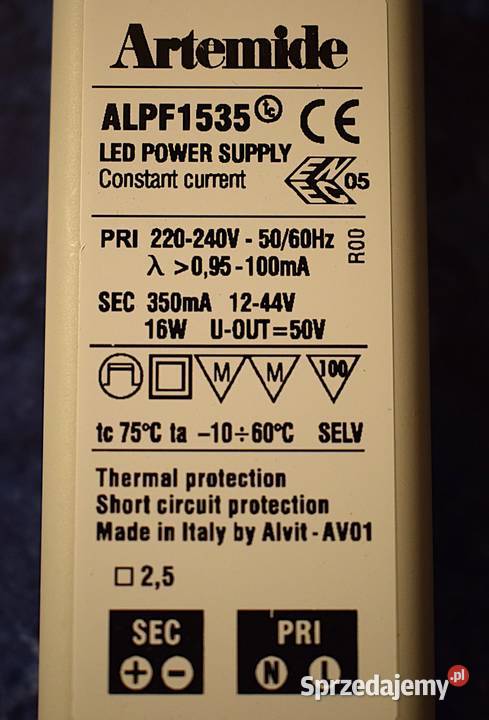 Artemide
ALPF1535 tc CE
LED POWER SUPPLY
Constant current
ENEC 05
PRI 220-240V - 50/60Hz
λ >0,95 -100mA
R00
SEC 350mA 12-44V
16W U-OUT=50V
M M 100
tc 75°C ta –10÷60°C SELV
Thermal protection
Short circuit protection
Made in Italy by Alvit - AV01
2,5
SEC PRI
+ − N L
Sprzedajemy.pl